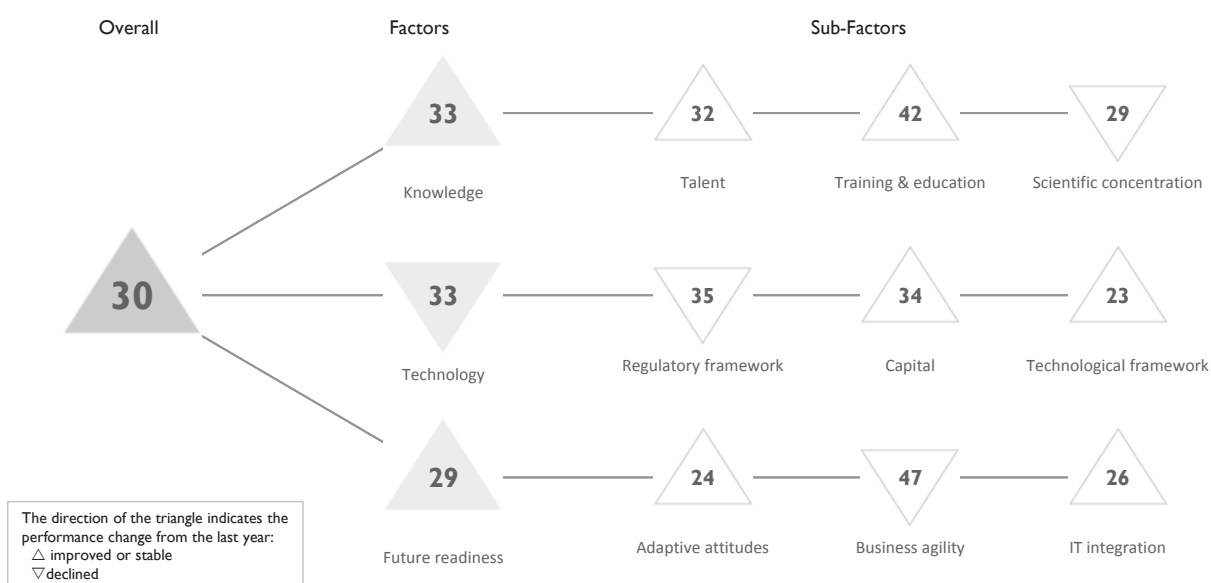 Overall Factors Sub-Factors
33 32 42 29
Knowledge Talent Training & education Scientific concentration
30 33 35 34 23
Technology Regulatory framework Capital Technological framework
29 24 47 26
Future readiness Adaptive attitudes Business agility IT integration
The direction of the triangle indicates the
performance change from the last year:
△ improved or stable
▽ declined